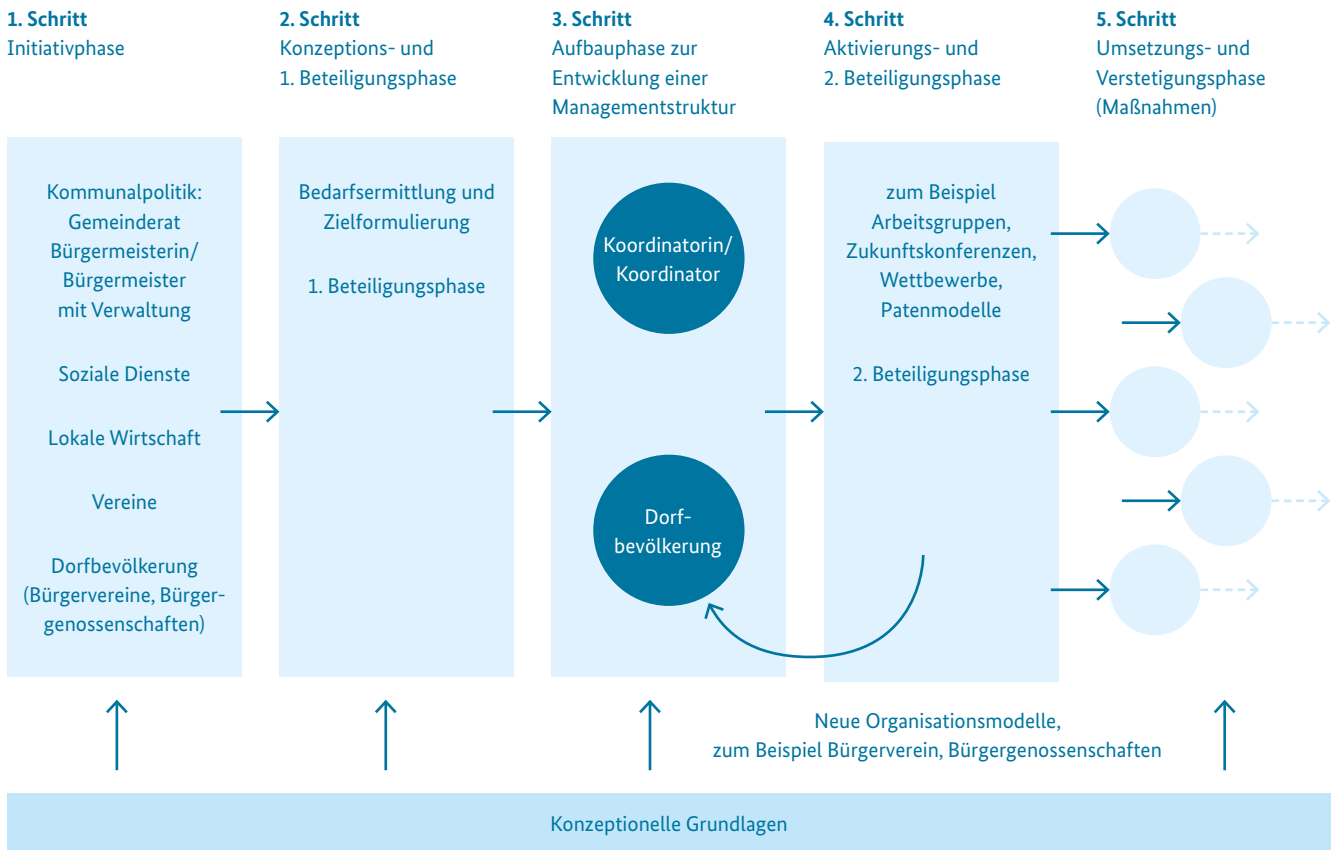 1. Schritt
Initiativphase
2. Schritt
Konzeptions- und
1. Beteiligungsphase
3. Schritt
Aufbauphase zur
Entwicklung einer
Managementstruktur
4. Schritt
Aktivierungs- und
2. Beteiligungsphase
5. Schritt
Umsetzungs- und
Verstetigungsphase
(Maßnahmen)
Kommunalpolitik:
Gemeinderat
Bürgermeisterin/
Bürgermeister
mit Verwaltung
Soziale Dienste
Lokale Wirtschaft
Vereine
Dorfbevölkerung
(Bürgervereine, Bürger-
genossenschaften)
Bedarfsermittlung und
Zielformulierung
1. Beteiligungsphase
Koordinatorin/
Koordinator
Dorf-
bevölkerung
zum Beispiel
Arbeitsgruppen,
Zukunftskonferenzen,
Wettbewerbe,
Patenmodelle
2. Beteiligungsphase
Neue Organisationsmodelle,
zum Beispiel Bürgerverein, Bürgergenossenschaften
Konzeptionelle Grundlagen